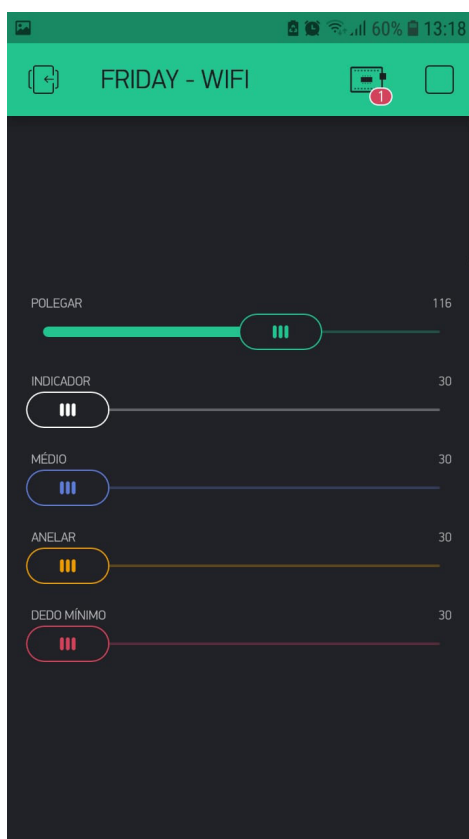 60% 13:18
FRIDAY - WIFI
1
POLEGAR 116
INDICADOR 30
MÉDIO 30
ANELAR 30
DEDO MÍNIMO 30